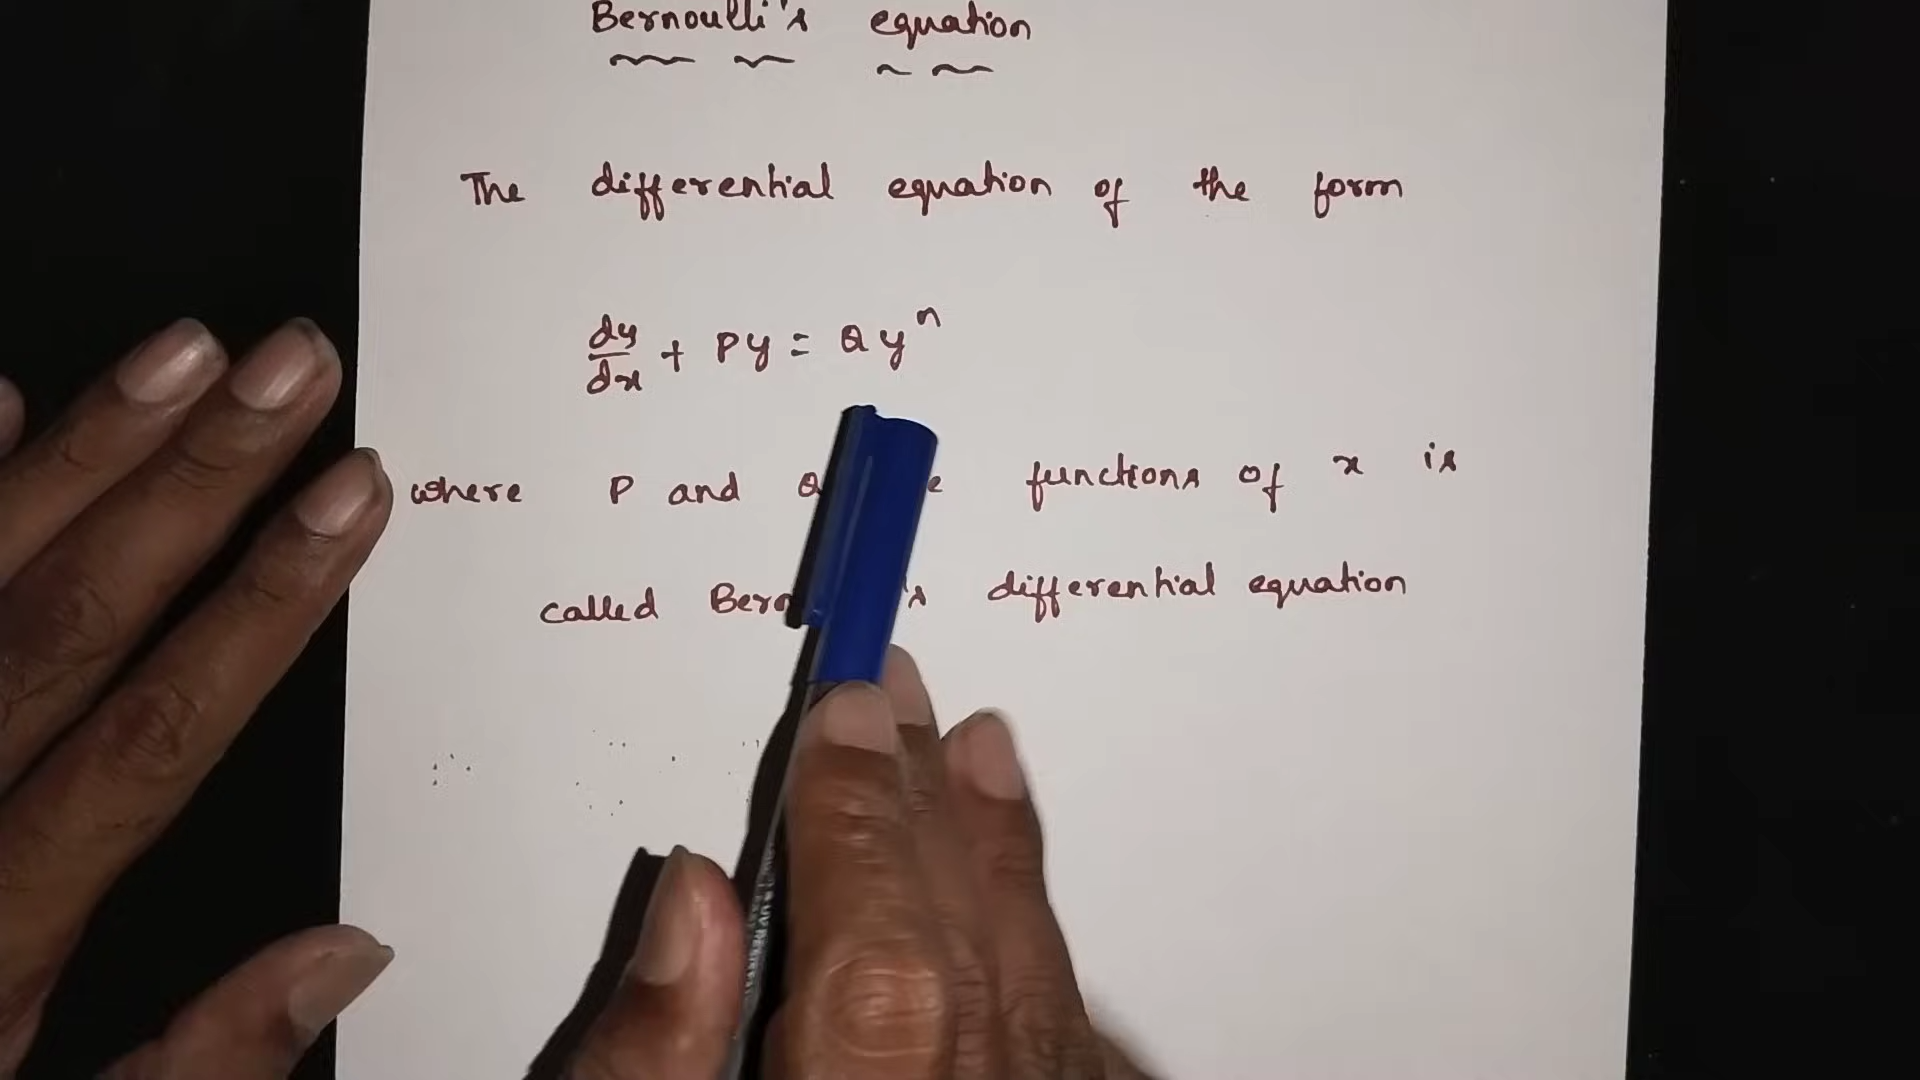 Bernoulli's equation
The differential equation of the form
dy/dx + Py = Qy^n
where P and Q functions of x is
called differential equation